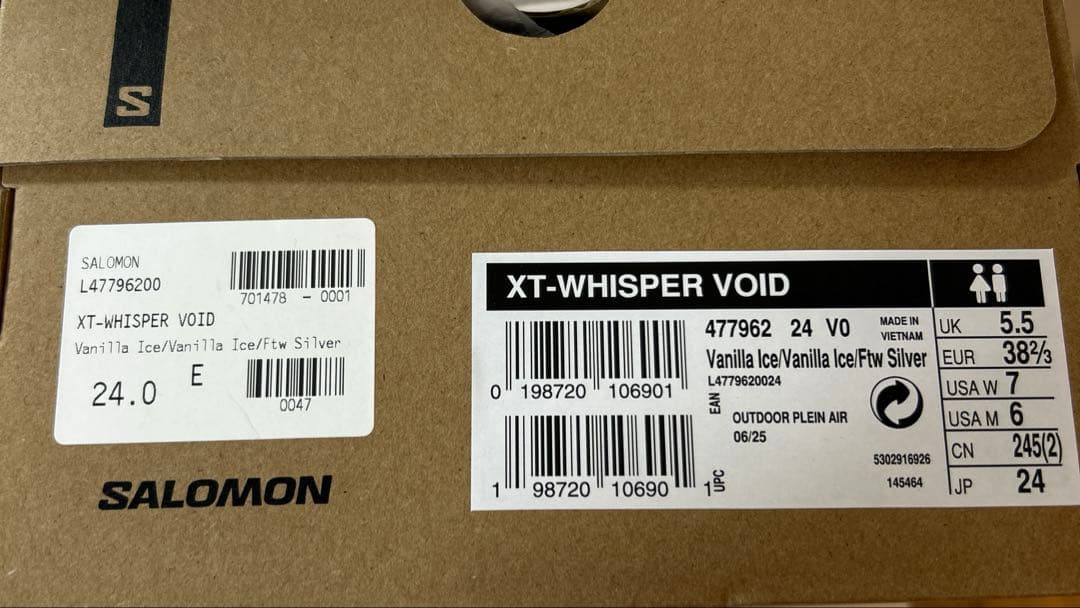 S
SALOMON
L47796200
701478 - 0001
XT-WHISPER VOID
Vanilla Ice/Vanilla Ice/Ftw Silver
24.0 E
0047
SALOMON
XT-WHISPER VOID
477962 24 V0
MADE IN
VIETNAM
Vanilla Ice/Vanilla Ice/Ftw Silver
L4779620024
0 198720 106901
EAN
OUTDOOR PLEIN AIR
06/25
5302916926
145464
1 98720 10690 1
UPC
UK 5.5
EUR 38 2/3
USA W 7
USA M 6
CN 245(2)
JP 24